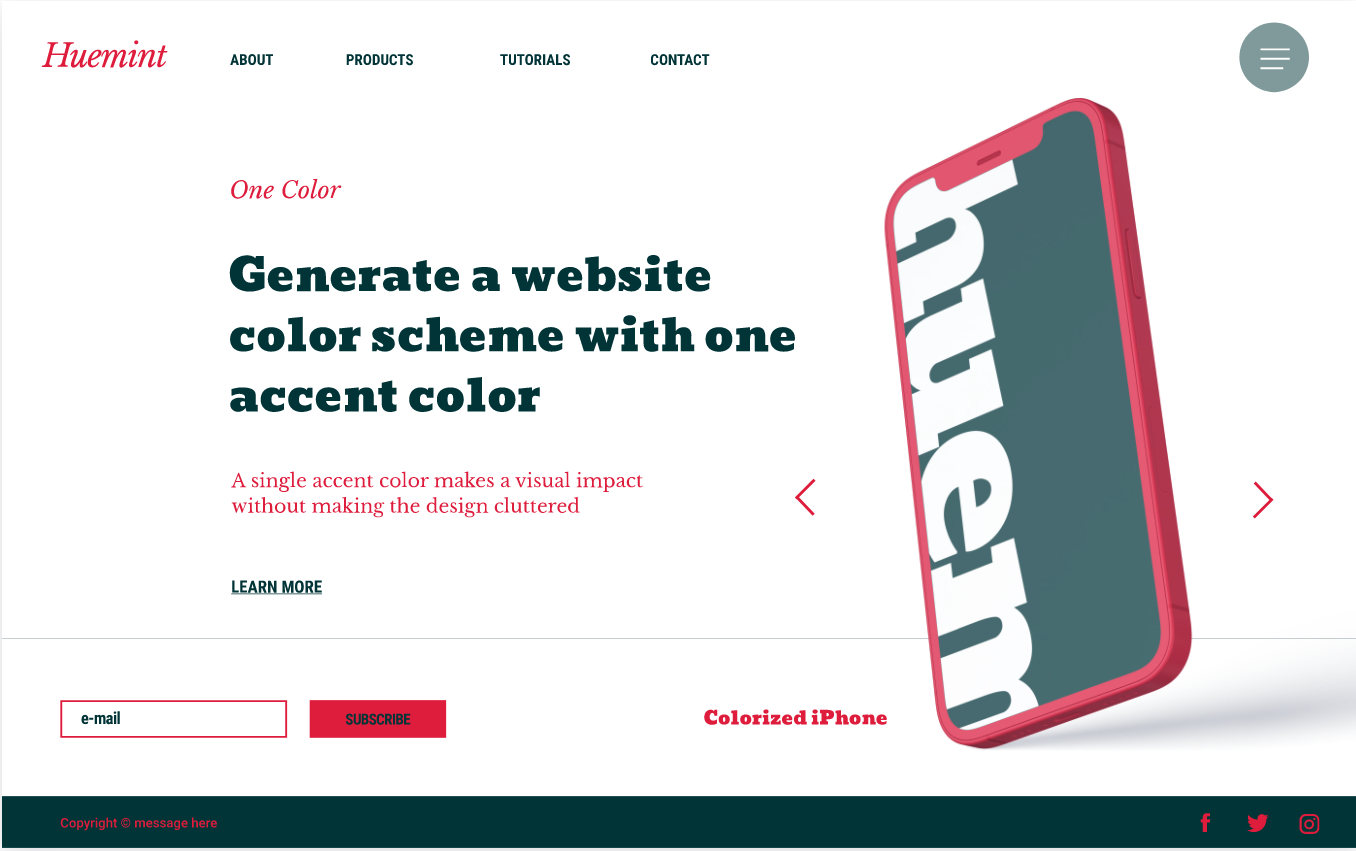 Huemint
ABOUT
PRODUCTS
TUTORIALS
CONTACT
One Color
Generate a website
color scheme with one
accent color
A single accent color makes a visual impact
without making the design cluttered
LEARN MORE
huem
e-mail
SUBSCRIBE
Colorized iPhone
Copyright © message here